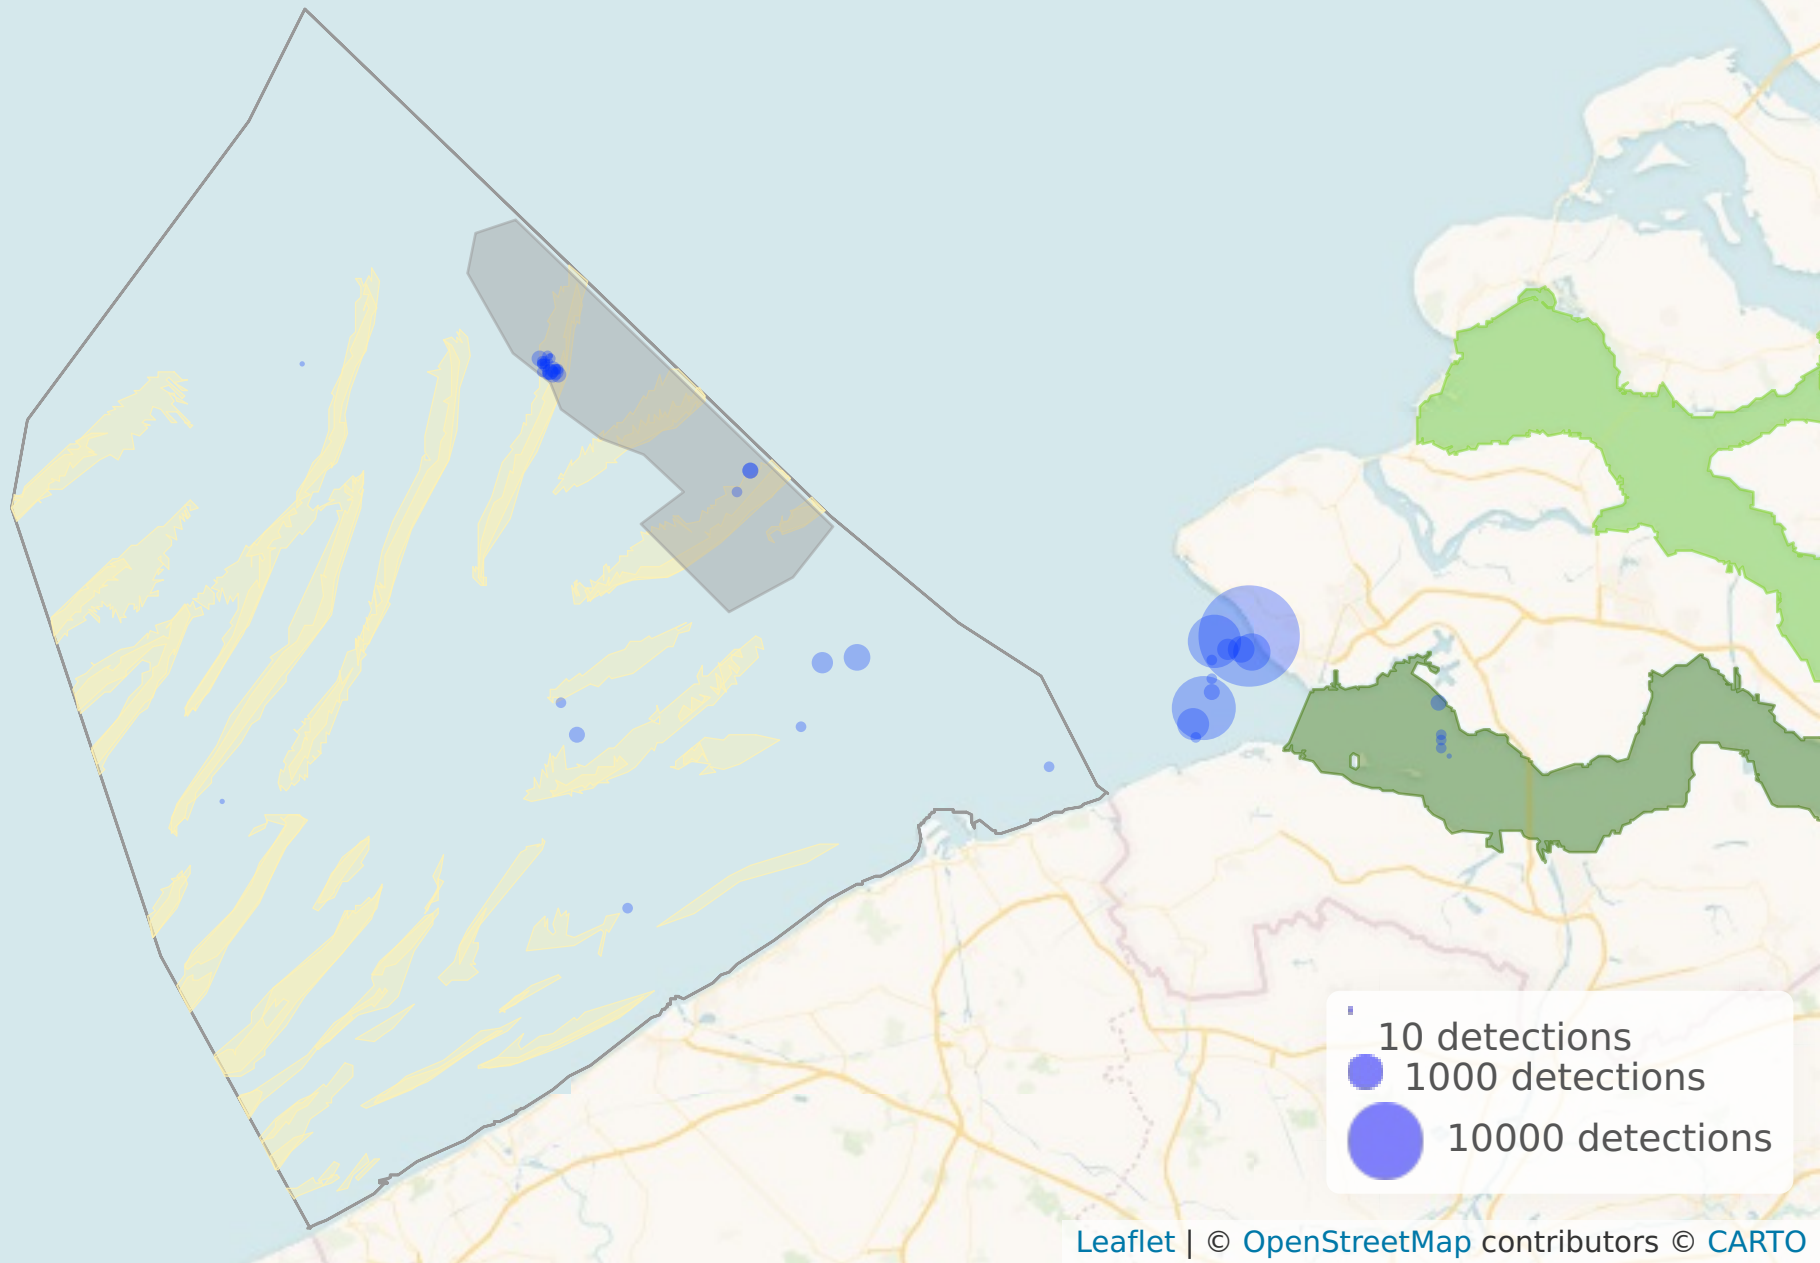 10 detections
1000 detections
10000 detections
Leaflet | © OpenStreetMap contributors © CARTO